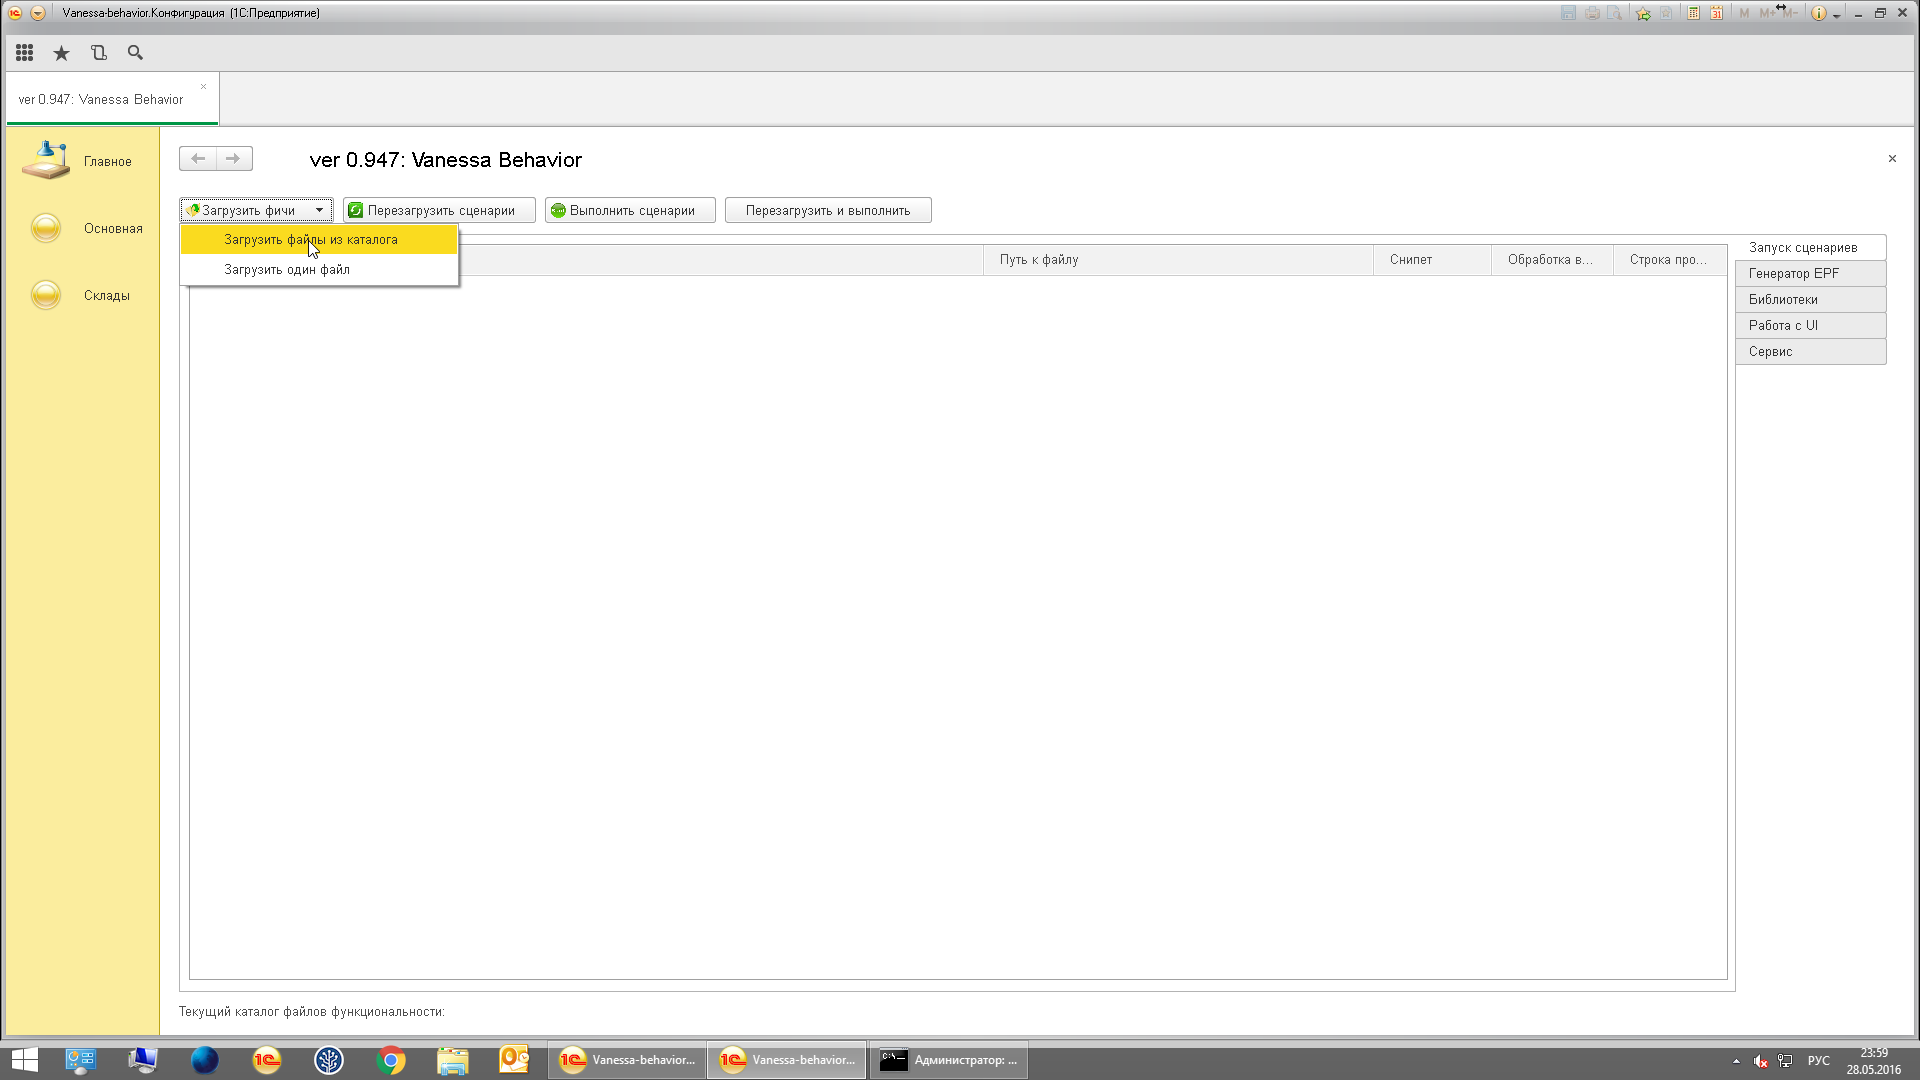 Vanessa-behavior.Конфигурация (1С:Предприятие)
31
M M+ M-
ver 0.947: Vanessa Behavior
Главное
Основная
Склады
ver 0.947: Vanessa Behavior
Загрузить фичи
Перезагрузить сценарии
Выполнить сценарии
Перезагрузить и выполнить
Загрузить файлы из каталога
Загрузить один файл
Путь к файлу
Снипет
Обработка в...
Строка про...
Запуск сценариев
Генератор EPF
Библиотеки
Работа с UI
Сервис
Текущий каталог файлов функциональности:
Vanessa-behavior...
Vanessa-behavior...
Администратор: ...
РУС
23:59
28.05.2016